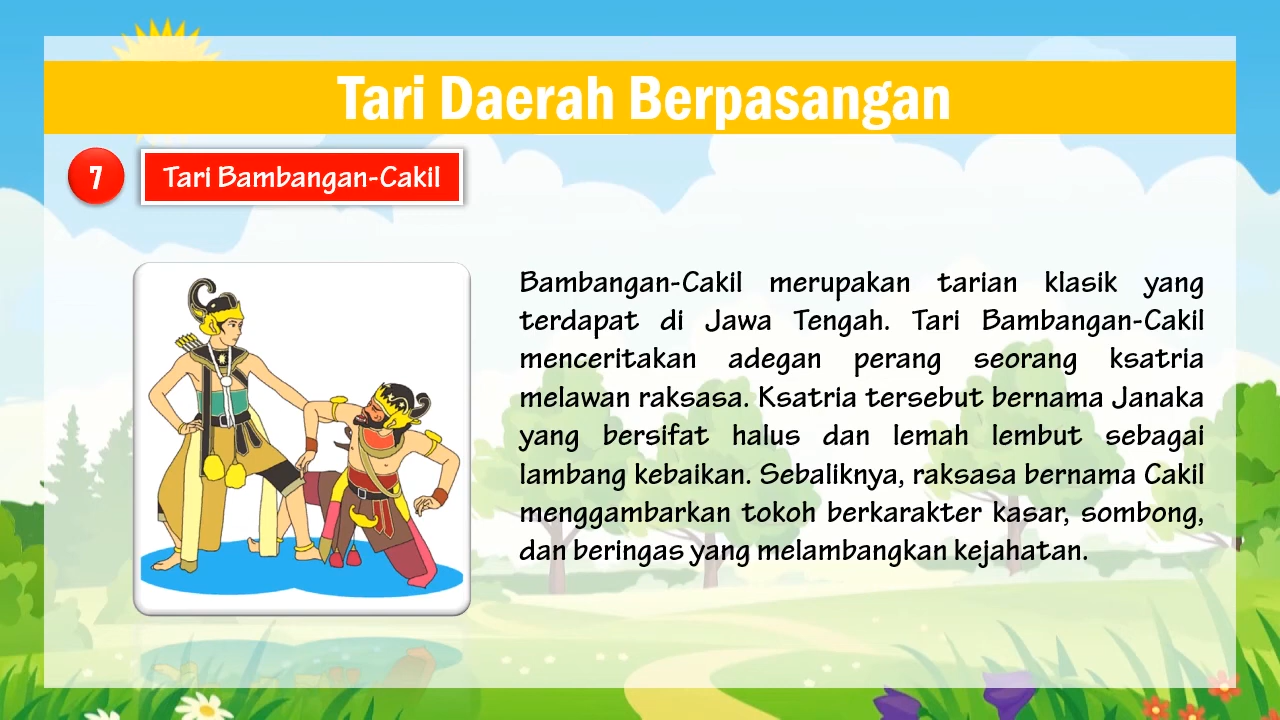 Tari Daerah Berpasangan
7
Tari Bambangan-Cakil
Bambangan-Cakil merupakan tarian klasik yang
terdapat di Jawa Tengah. Tari Bambangan-Cakil
menceritakan adegan perang seorang ksatria
melawan raksasa. Ksatria tersebut bernama Janaka
yang bersifat halus dan lemah lembut sebagai
lambang kebaikan. Sebaliknya, raksasa bernama Cakil
menggambarkan tokoh berkarakter kasar, sombong,
dan beringas yang melambangkan kejahatan.